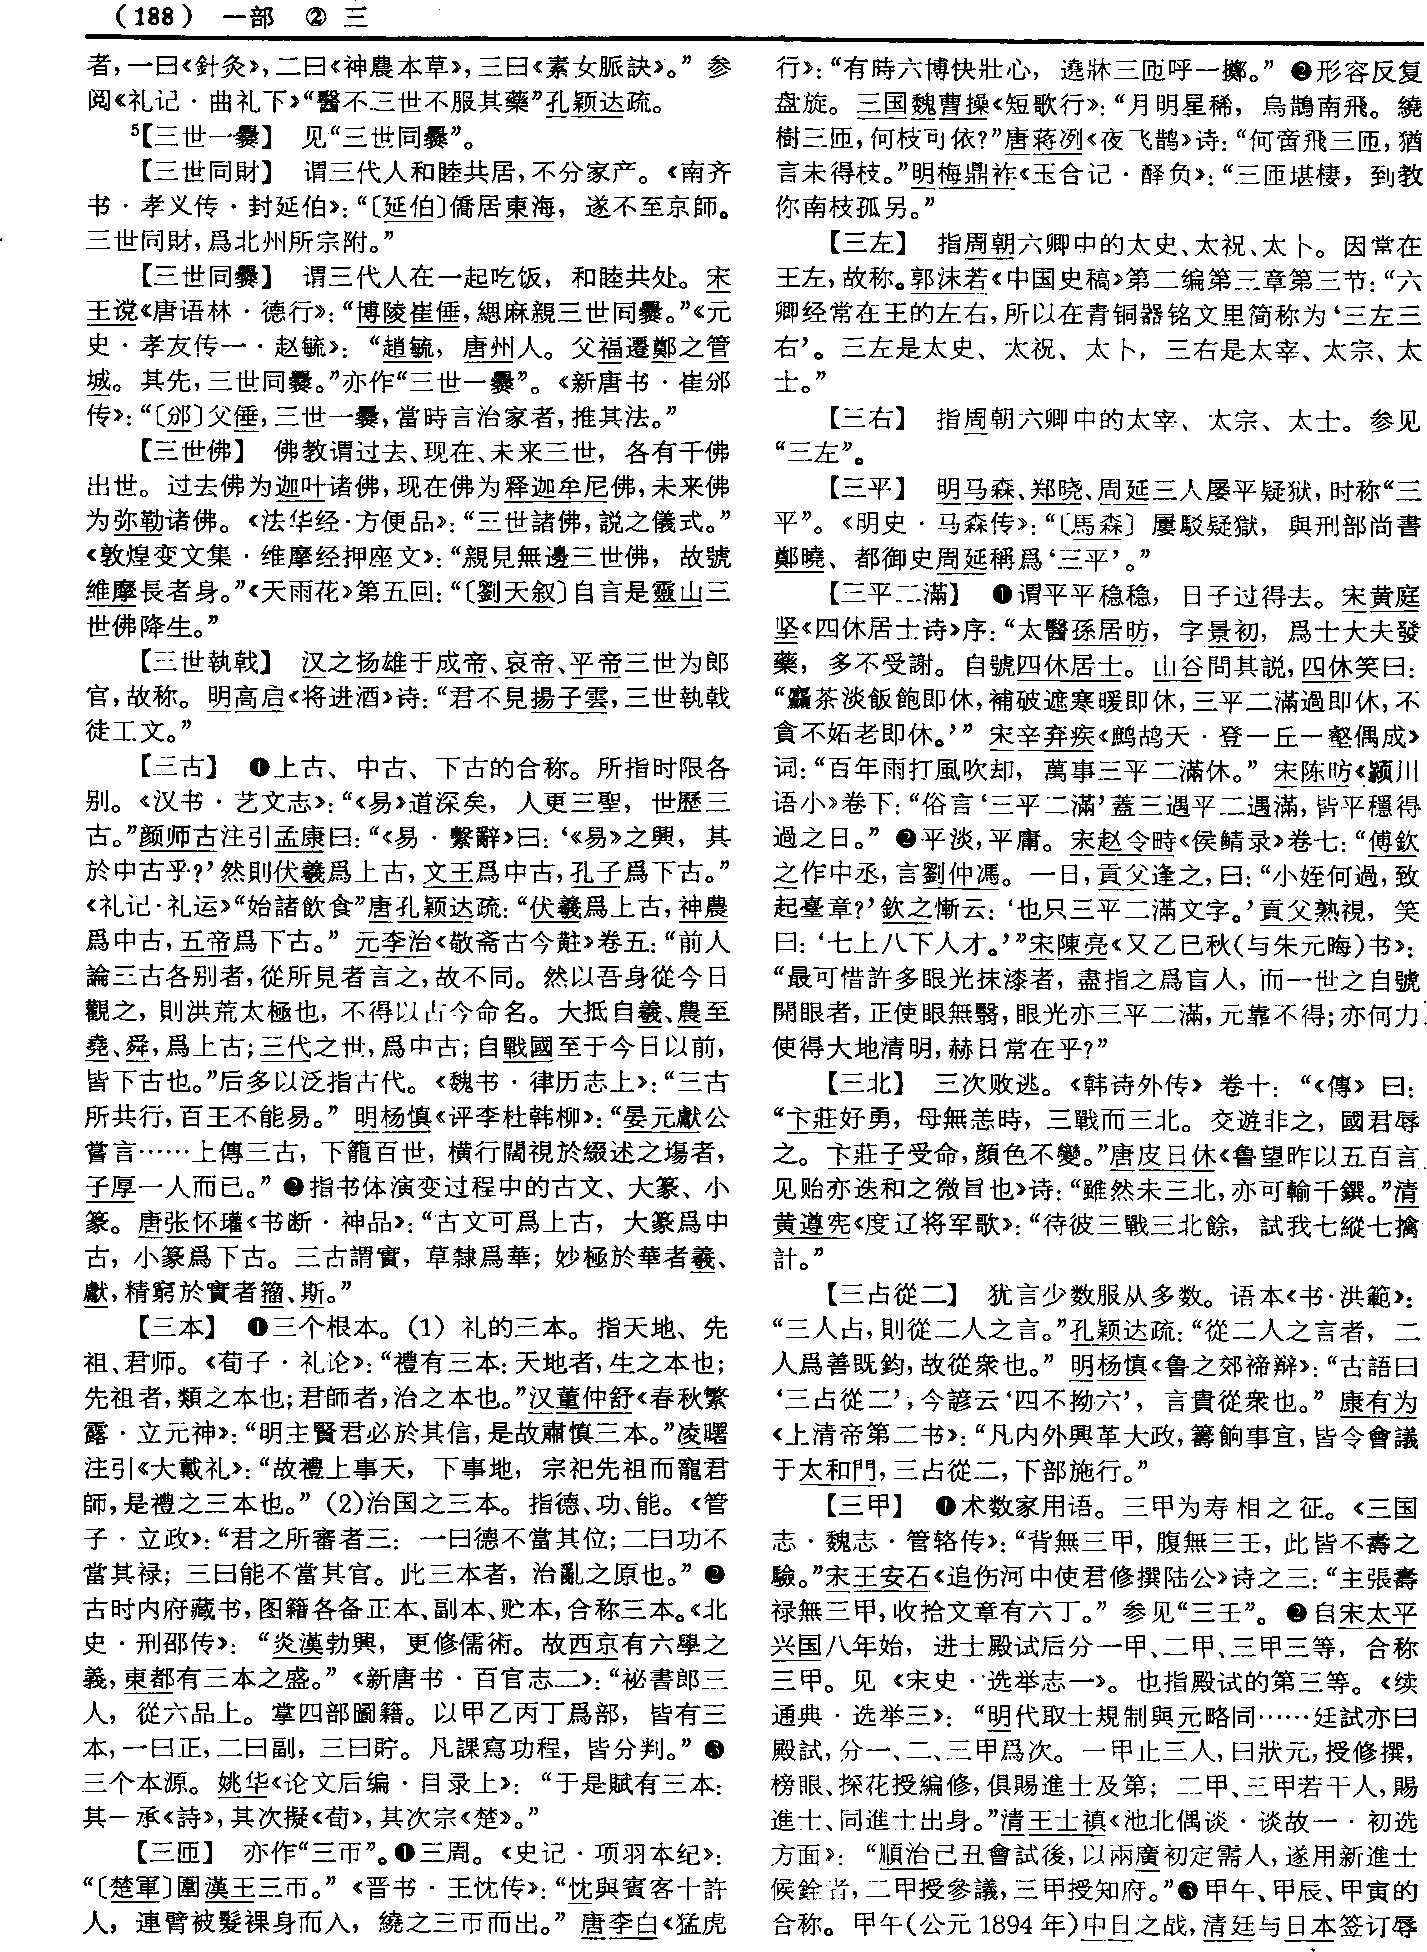 (188) 一部 ② 三
者,一曰《針灸》,二曰《神農本草》,三曰《素女脈訣》。” 参
阅《礼记·曲礼下》“醫不三世不服其藥”孔颖达疏。
⁵【三世一爨】 见“三世同爨”。
【三世同財】 谓三代人和睦共居,不分家产。《南齐
书·孝义传·封延伯》:“〔延伯〕僑居東海,遂不至京師。
三世同財,爲北州所宗附。”
【三世同爨】 谓三代人在一起吃饭,和睦共处。宋
王谠《唐语林·德行》:“博陵崔倕,緦麻親三世同爨。”《元
史·孝友传一·赵毓》:“趙毓,唐州人。父福遷鄭之管
城。其先,三世同爨。”亦作“三世一爨”。《新唐书·崔邠
传》:“〔邠〕父倕,三世一爨,當時言治家者,推其法。”
【三世佛】 佛教谓过去、现在、未来三世,各有千佛
出世。过去佛为迦叶诸佛,现在佛为释迦牟尼佛,未来佛
为弥勒诸佛。《法华经·方便品》:“三世諸佛,説之儀式。”
《敦煌变文集·维摩经押座文》:“親見無邊三世佛,故號
維摩長者身。”《天雨花》第五回:“〔劉天叙〕自言是靈山三
世佛降生。”
【三世執戟】 汉之扬雄于成帝、哀帝、平帝三世为郎
官,故称。明高启《将进酒》诗:“君不見揚子雲,三世執戟
徒工文。”
【三古】 ❶上古、中古、下古的合称。所指时限各
别。《汉书·艺文志》:“《易》道深矣,人更三聖,世歷三
古。”颜师古注引孟康曰:“《易·繫辭》曰:‘《易》之興,其
於中古乎?’然則伏羲爲上古,文王爲中古,孔子爲下古。”
《礼记·礼运》“始諸飲食”唐孔颖达疏:“伏羲爲上古,神農
爲中古,五帝爲下古。” 元李治《敬斋古今黈》卷五:“前人
論三古各别者,從所見者言之,故不同。然以吾身從今日
觀之,則洪荒太極也,不得以古今命名。大抵自羲、農至
堯、舜,爲上古;三代之世,爲中古;自戰國至于今日以前,
皆下古也。”后多以泛指古代。《魏书·律历志上》:“三古
所共行,百王不能易。” 明杨慎《评李杜韩柳》:“晏元獻公
嘗言……上傳三古,下籠百世,横行闊視於綴述之場者,
子厚一人而已。” ❷指书体演变过程中的古文、大篆、小
篆。唐张怀瓘《书断·神品》:“古文可爲上古,大篆爲中
古,小篆爲下古。三古謂實,草隸爲華;妙極於華者羲、
獻,精窮於實者籀、斯。”
【三本】 ❶三个根本。(1) 礼的三本。指天地、先
祖、君师。《荀子·礼论》:“禮有三本:天地者,生之本也;
先祖者,類之本也;君師者,治之本也。”汉董仲舒《春秋繁
露·立元神》:“明主賢君必於其信,是故肅慎三本。”凌曙
注引《大戴礼》:“故禮上事天,下事地,宗祀先祖而寵君
師,是禮之三本也。” (2)治国之三本。指德、功、能。《管
子·立政》:“君之所審者三:一曰德不當其位;二曰功不
當其禄;三曰能不當其官。此三本者,治亂之原也。” ❷
古时内府藏书,图籍各备正本、副本、贮本,合称三本。《北
史·刑邵传》:“炎漢勃興,更修儒術。故西京有六學之
義,東都有三本之盛。” 《新唐书·百官志二》:“祕書郎三
人,從六品上。掌四部圖籍。以甲乙丙丁爲部,皆有三
本,一曰正,二曰副,三曰貯。凡課寫功程,皆分判。” ❸
三个本源。姚华《论文后编·目录上》:“于是賦有三本:
其一承《詩》,其次擬《荀》,其次宗《楚》。”
【三匝】 亦作“三帀”。❶三周。《史记·项羽本纪》:
“〔楚軍〕圍漢王三帀。” 《晋书·王忱传》:“忱與賓客十許
人,連臂被髮裸身而入,繞之三帀而出。” 唐李白《猛虎
行》:“有時六博快壯心,遶牀三匝呼一擲。” ❷形容反复
盘旋。三国魏曹操《短歌行》:“月明星稀,烏鵲南飛。繞
樹三匝,何枝可依?”唐蒋冽《夜飞鹊》诗:“何啻飛三匝,猶
言未得枝。”明梅鼎祚《玉合记·醳负》:“三匝堪棲,到教
你南枝孤另。”
【三左】 指周朝六卿中的太史、太祝、太卜。因常在
王左,故称。郭沫若《中国史稿》第二编第三章第三节:“六
卿经常在王的左右,所以在青铜器铭文里简称为‘三左三
右’。三左是太史、太祝、太卜,三右是太宰、太宗、太
士。”
【三右】 指周朝六卿中的太宰、太宗、太士。参见
“三左”。
【三平】 明马森、郑晓、周延三人屡平疑狱,时称“三
平”。《明史·马森传》:“〔馬森〕屢駁疑獄,與刑部尚書
鄭曉、都御史周延稱爲‘三平’。”
【三平二滿】 ❶谓平平稳稳,日子过得去。宋黄庭
坚《四休居士诗》序:“太醫孫居昉,字景初,爲士大夫發
藥,多不受謝。自號四休居士。山谷問其説,四休笑曰:
“麤茶淡飯飽即休,補破遮寒暖即休,三平二滿過即休,不
貪不妬老即休。’” 宋辛弃疾《鹧鸪天·登一丘一壑偶成》
词:“百年雨打風吹却,萬事三平二滿休。” 宋陈昉《颍川
语小》卷下:“俗言‘三平二滿’蓋三遇平二遇滿,皆平穩得
過之日。” ❷平淡,平庸。宋赵令畤《侯鲭录》卷七:“傅欽
之作中丞,言劉仲馮。一日,貢父逢之,曰:“小姪何過,致
起臺章?’欽之慚云:‘也只三平二滿文字。’貢父熟視,笑
曰:‘七上八下人才。’”宋陳亮《又乙巳秋(与朱元晦)书》:
“最可惜許多眼光抹漆者,盡指之爲盲人,而一世之自號
開眼者,正使眼無翳,眼光亦三平二滿,元靠不得;亦何力
使得大地清明,赫日常在乎?”
【三北】 三次败逃。《韩诗外传》卷十:“《傳》曰:
“卞莊好勇,母無恙時,三戰而三北。交遊非之,國君辱
之。卞莊子受命,顔色不變。”唐皮日休《鲁望昨以五百言
见贻亦迭和之微旨也》诗:“雖然未三北,亦可輸千鏍。”清
黄遵宪《度辽将军歌》:“待彼三戰三北餘,試我七縱七擒
計。”
【三占從二】 犹言少数服从多数。语本《书·洪範》:
“三人占,則從二人之言。”孔颖达疏:“從二人之言者,二
人爲善既鈞,故從衆也。” 明杨慎《鲁之郊禘辩》:“古語曰
‘三占從二’;今諺云‘四不拗六’,言貴從衆也。” 康有为
《上清帝第二书》:“凡内外興革大政,籌餉事宜,皆令會議
于太和門,三占從二,下部施行。”
【三甲】 ❶术数家用语。三甲为寿相之征。《三国
志·魏志·管辂传》:“背無三甲,腹無三壬,此皆不壽之
驗。”宋王安石《追伤河中使君修撰陆公》诗之三:“主張壽
禄無三甲,收拾文章有六丁。” 参见“三壬”。❷自宋太平
兴国八年始,进士殿试后分一甲、二甲、三甲三等,合称
三甲。见《宋史·选举志一》。也指殿试的第三等。《续
通典·选举三》:“明代取士規制與元略同……廷試亦曰
殿試,分一、二、三甲爲次。一甲止三人,曰狀元,授修撰,
榜眼、探花授編修,俱賜進士及第;二甲、三甲若干人,賜
進士、同進士出身。”清王士禛《池北偶谈·谈故一·初选
方面》:“順治己丑會試後,以兩廣初定需人,遂用新進士
候銓者,二甲授參議,三甲授知府。”❸甲午、甲辰、甲寅的
合称。甲午(公元1894年)中日之战,清廷与日本签订辱